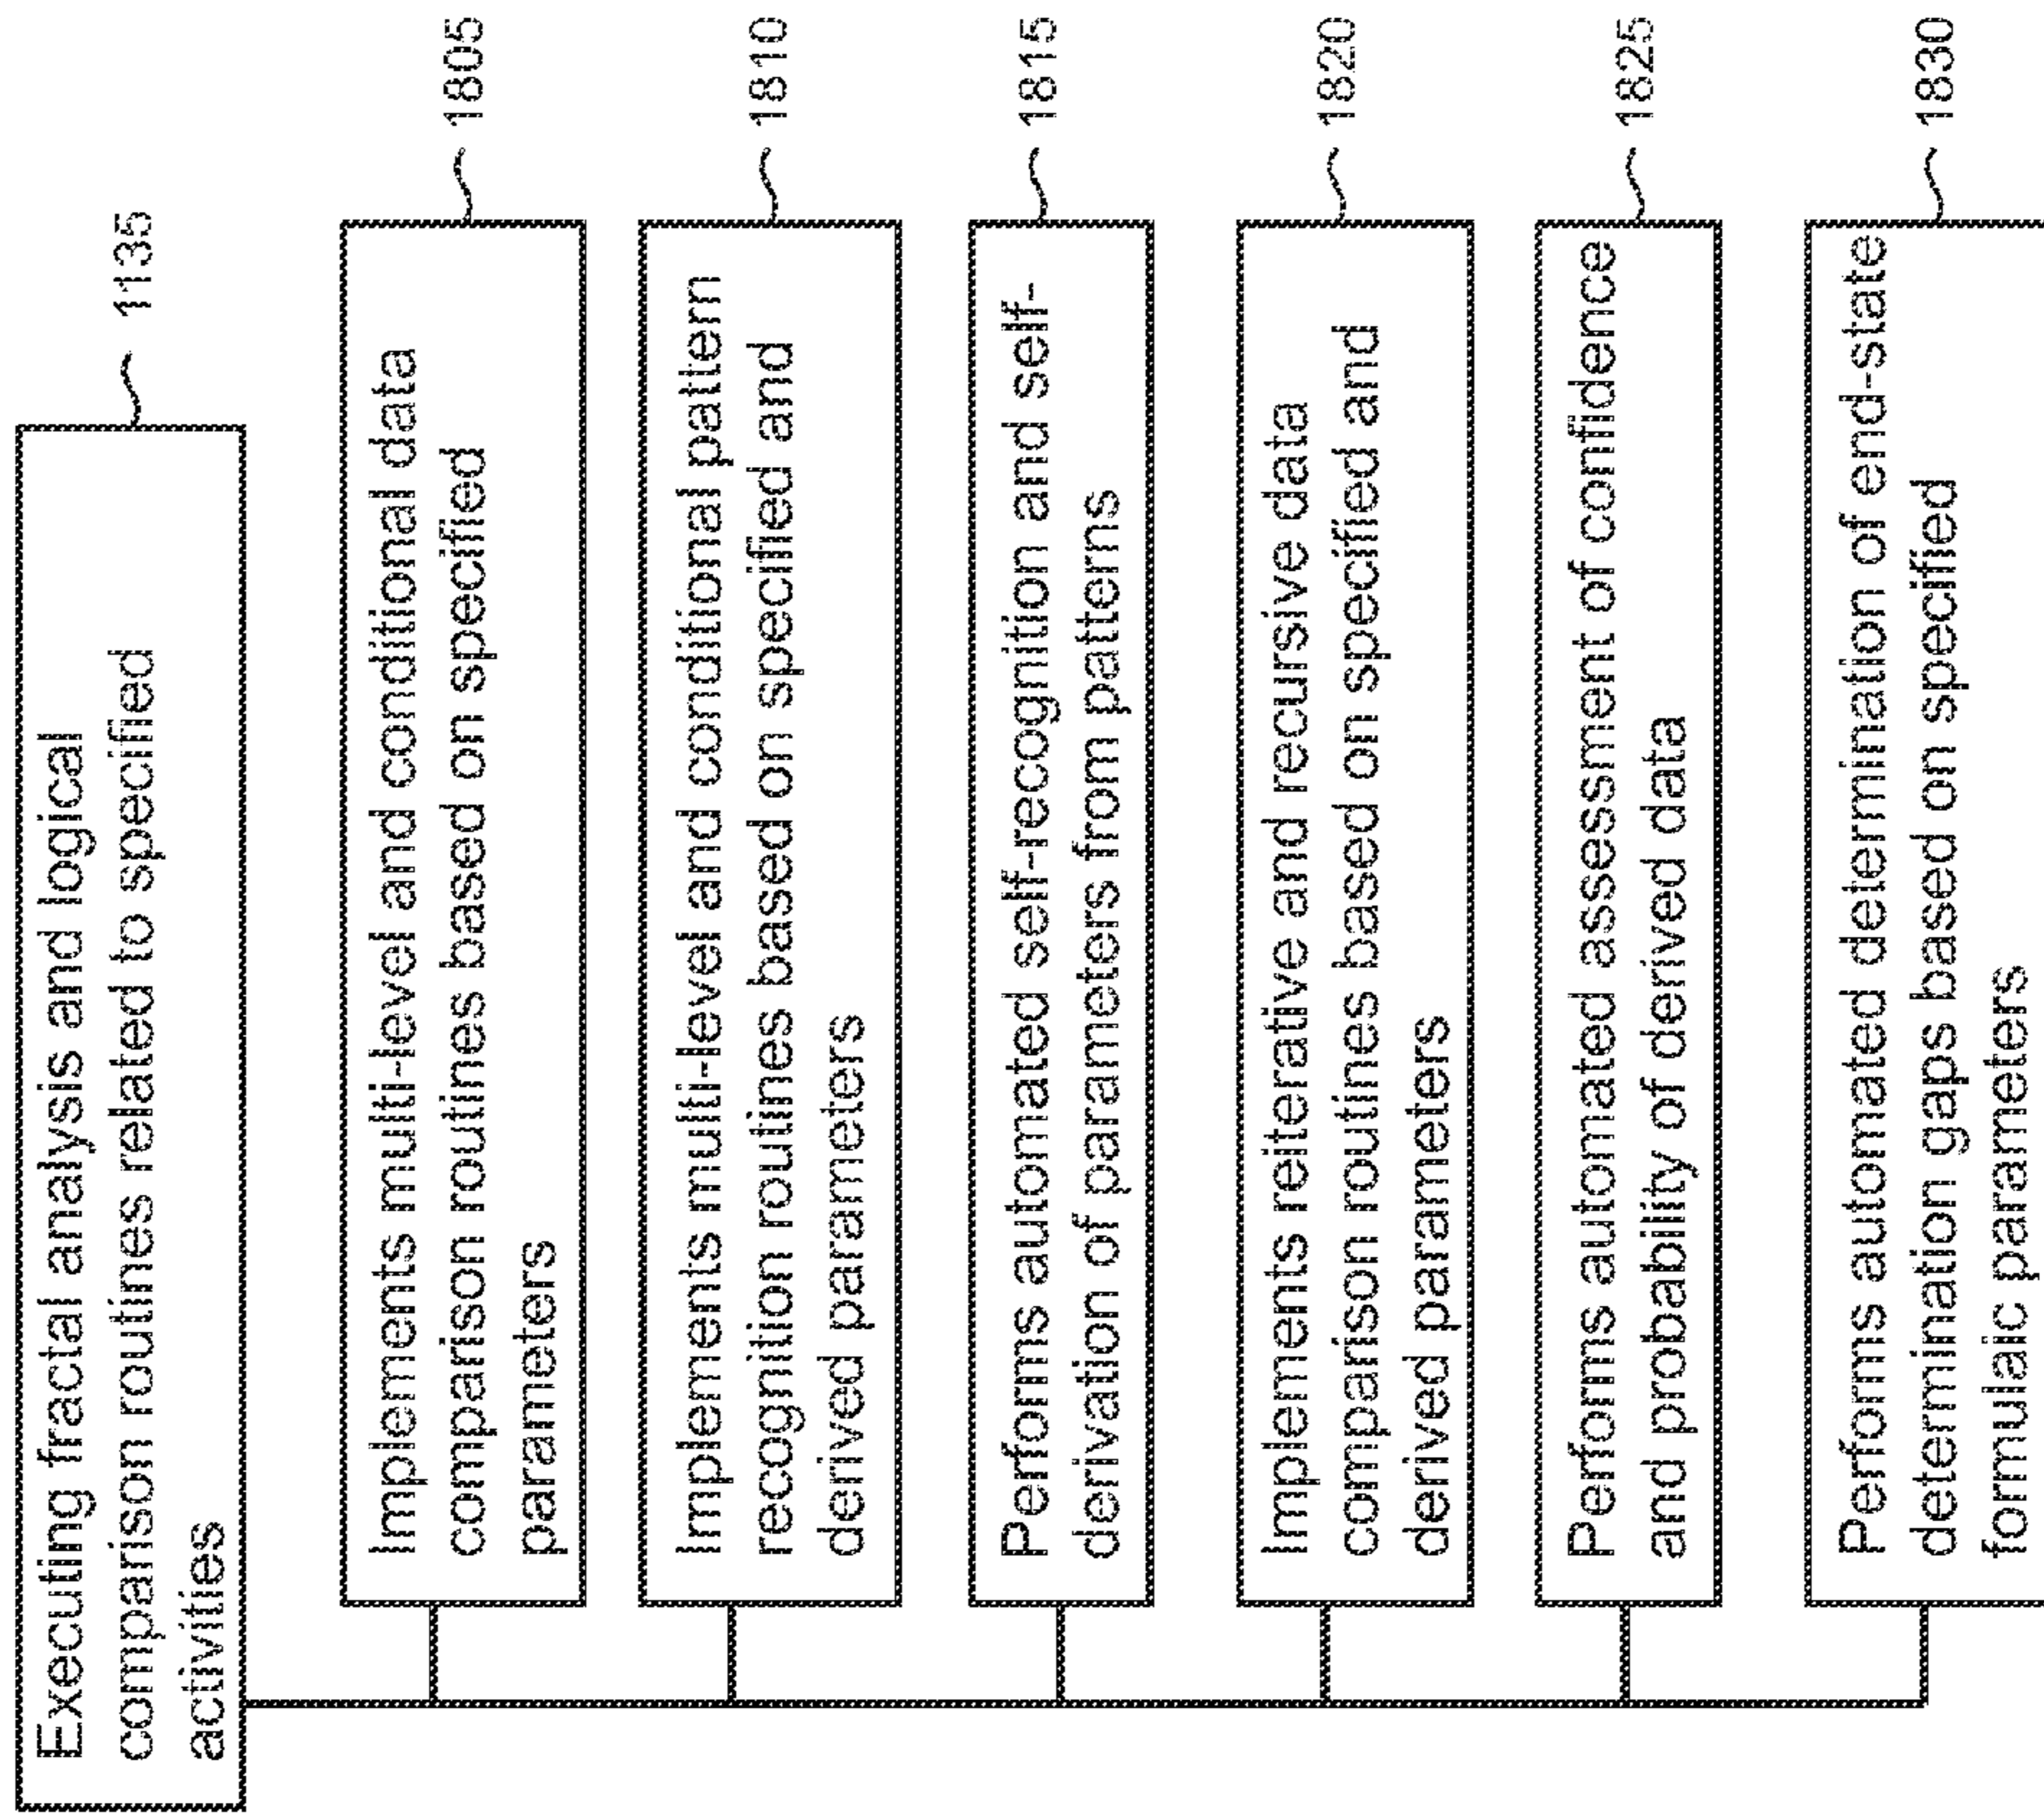 Executing fractal analysis and logical
comparison routines related to specified
activities
1135
Implements multi-level and conditional data
comparison routines based on specified
parameters
1805
Implements multi-level and conditional pattern
recognition routines based on specified and
derived parameters
1810
Performs automated self-recognition and self-
derivation of parameters from patterns
1815
Implements reiterative and recursive data
comparison routines based on specified and
derived parameters
1820
Performs automated assessment of confidence
and probability of derived data
1825
Performs automated determination of end-state
determination gaps based on specified
formulaic parameters
1830